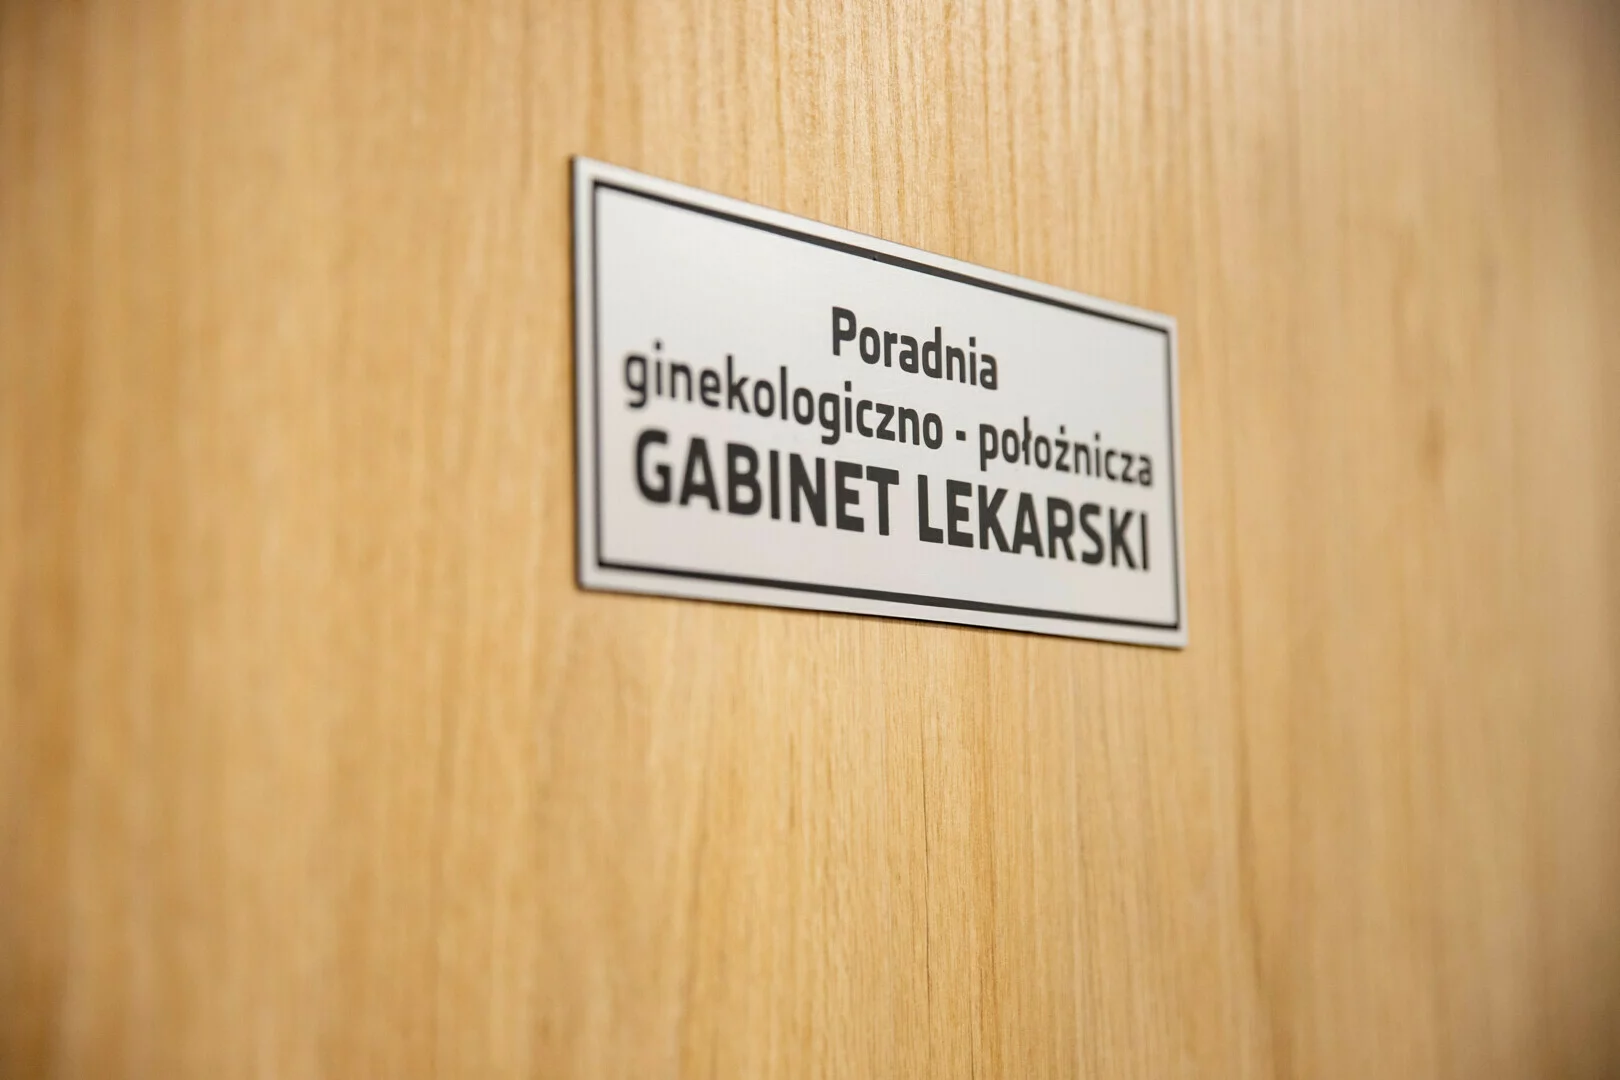 Poradnia
ginekologiczno - położnicza
GABINET LEKARSKI